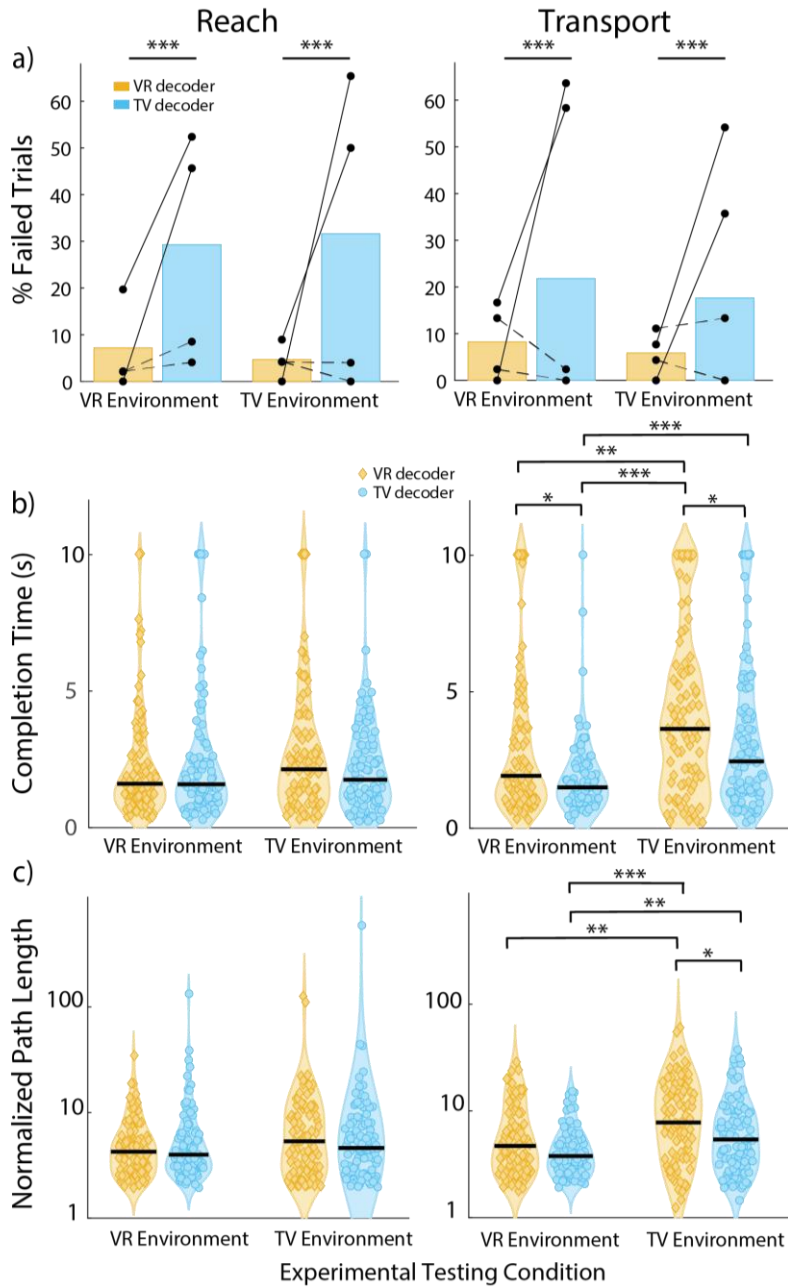 Reach
Transport
a)
***
***
***
***
VR decoder
TV decoder
% Failed Trials
60
50
40
30
20
10
0
60
50
40
30
20
10
0
VR Environment
TV Environment
VR Environment
TV Environment
b)
VR decoder
TV decoder
***
**
***
*
*
Completion Time (s)
10
5
0
10
5
0
VR Environment
TV Environment
VR Environment
TV Environment
c)
***
**
**
*
Normalized Path Length
100
10
1
100
10
1
VR Environment
TV Environment
VR Environment
TV Environment
Experimental Testing Condition